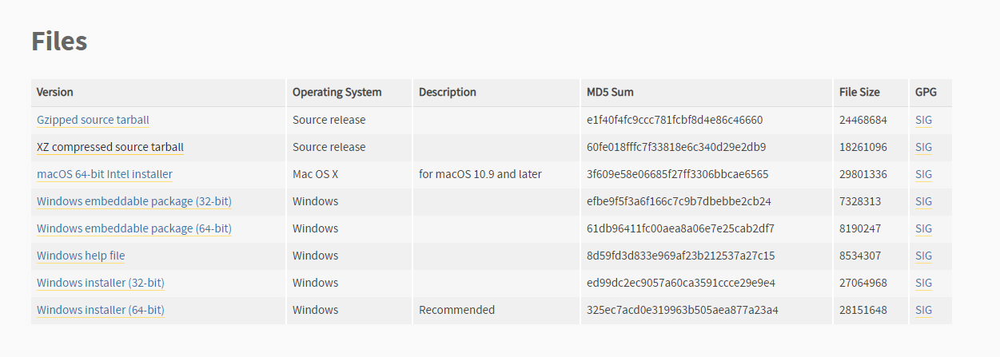 Files
Version Operating System Description MD5 Sum File Size GPG
Gzipped source tarball Source release e1f40f4fc9ccc781fcbf8d4e86c46660 24468684 SIG
XZ compressed source tarball Source release 60fe018fffc7f33818e6c340d29e2db9 18261096 SIG
macOS 64-bit Intel installer Mac OS X for macOS 10.9 and later 3f609e58e06685f27ff3306bbcae6565 29801336 SIG
Windows embeddable package (32-bit) Windows efbe9f5f3a6f166c7c9b7dbebbe2cb24 7328313 SIG
Windows embeddable package (64-bit) Windows 61db96411fc00aea8a06e7e25cab2df7 8190247 SIG
Windows help file Windows 8d59fd3d833e969af23b212537a27c15 8534307 SIG
Windows installer (32-bit) Windows ed99dc2ec9057a60ca3591ccce29e9e4 27064968 SIG
Windows installer (64-bit) Windows Recommended 325ec7acd0e319963b505aea877a23a4 28151648 SIG